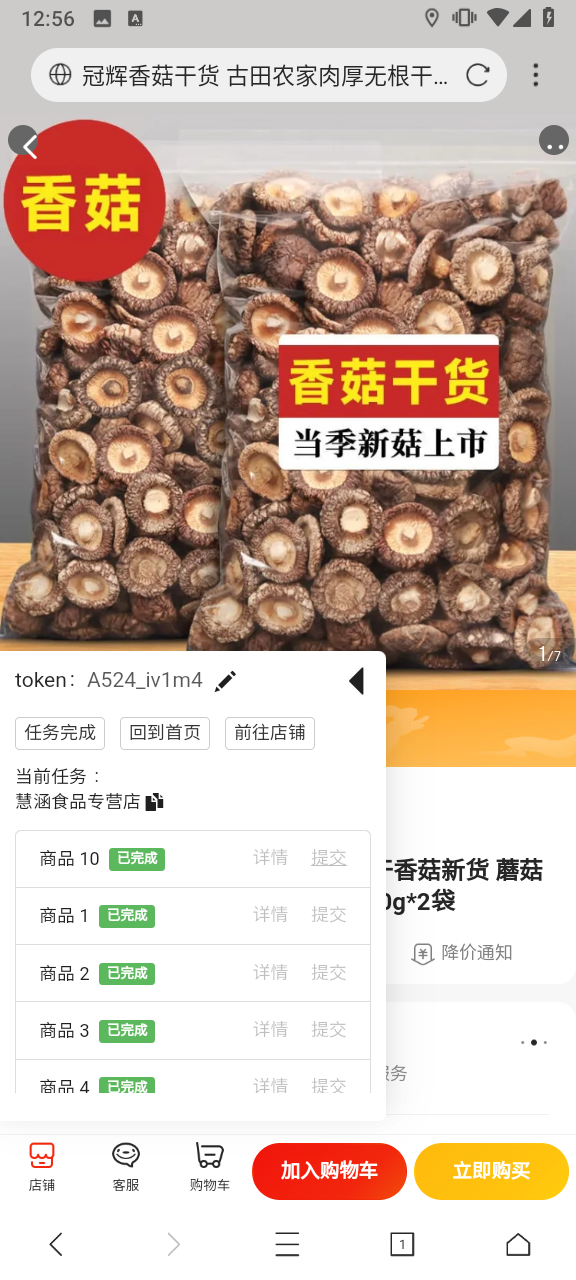 12:56
A
冠辉香菇干货 古田农家肉厚无根干…
香菇
香菇干货
当季新菇上市
1/7
token： A524_iv1m4
任务完成 回到首页 前往店铺
当前任务：
慧涵食品专营店
商品 10 已完成 详情 提交
干香菇新货 蘑菇
0g*2袋
商品 1 已完成 详情 提交
降价通知
商品 2 已完成 详情 提交
商品 3 已完成 详情 提交
服务
商品 4 已完成 详情 提交
店铺 客服 购物车 加入购物车 立即购买
1